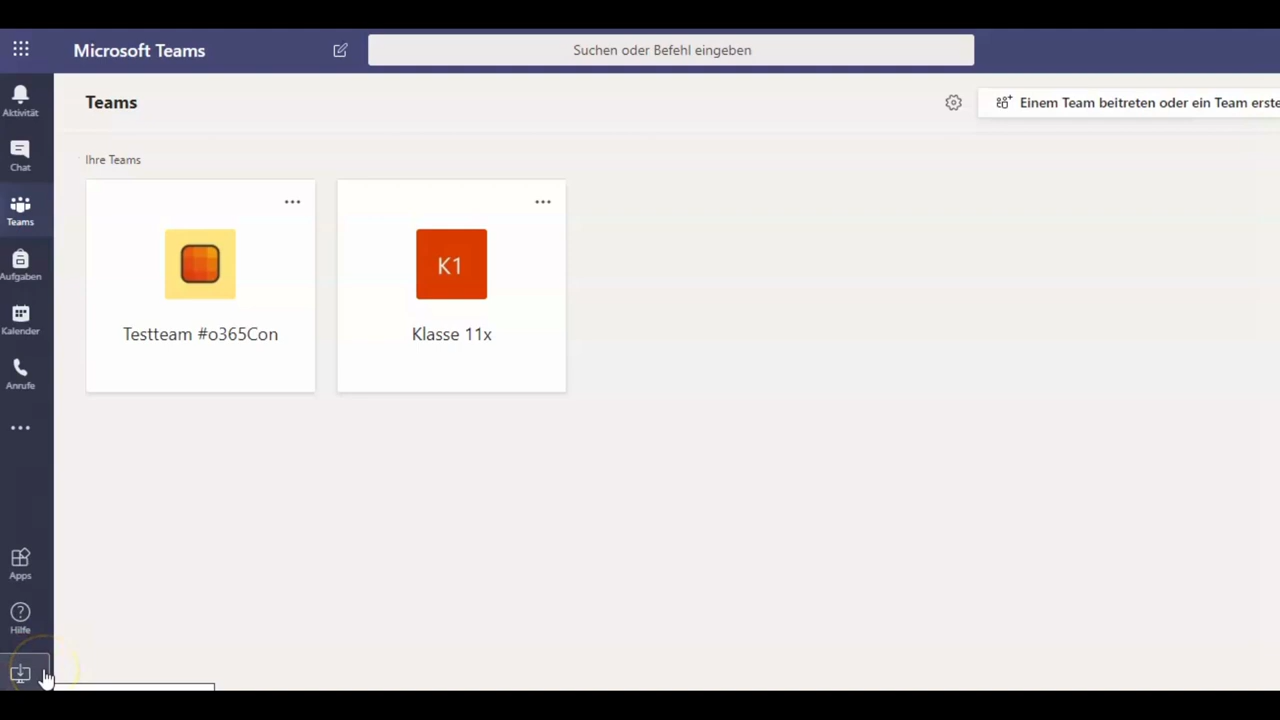 Microsoft Teams
Suchen oder Befehl eingeben
Aktivität
Chat
Teams
Aufgaben
Kalender
Anrufe
Apps
Hilfe
Teams
Einem Team beitreten oder ein Team erste
Ihre Teams
Testteam #o365Con
K1
Klasse 11x